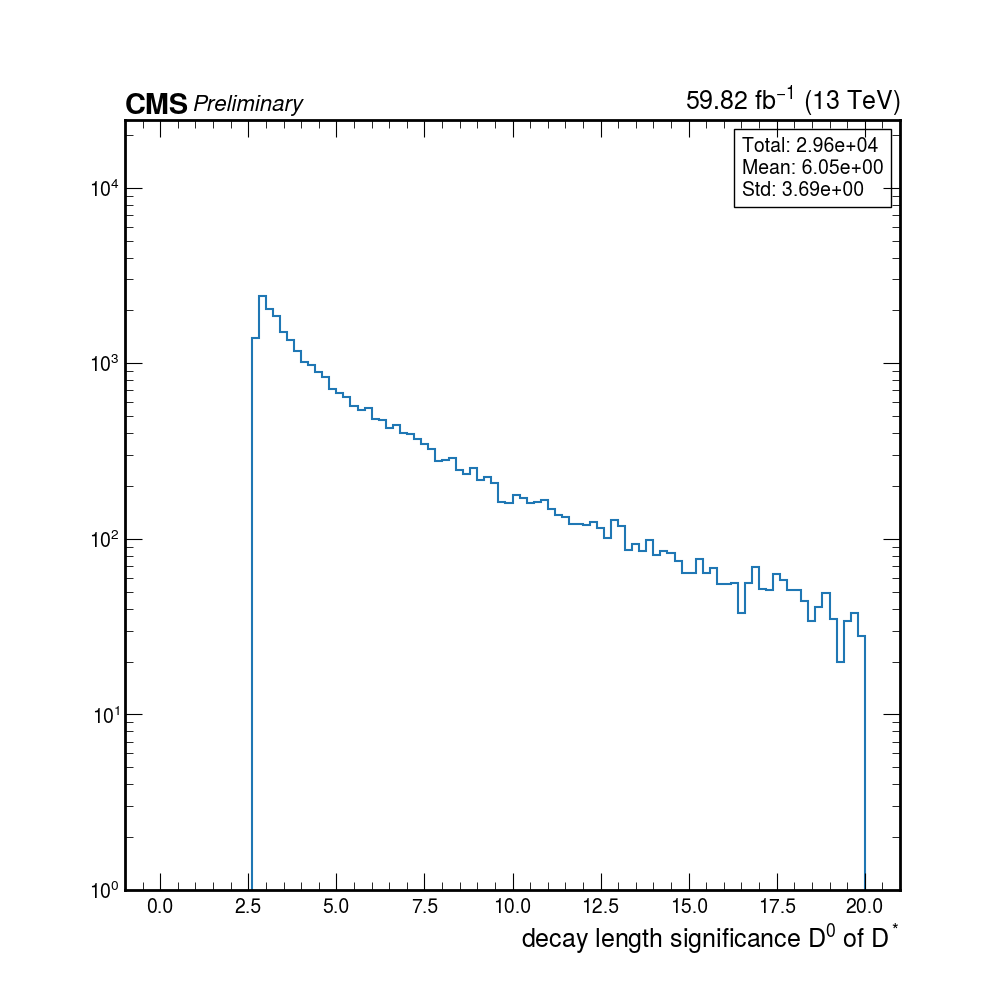 CMS Preliminary 59.82 fb⁻¹ (13 TeV)
Total: 2.96e+04
Mean: 6.05e+00
Std: 3.69e+00
10⁴
10³
10²
10¹
10⁰
0.0 2.5 5.0 7.5 10.0 12.5 15.0 17.5 20.0
decay length significance D⁰ of D*